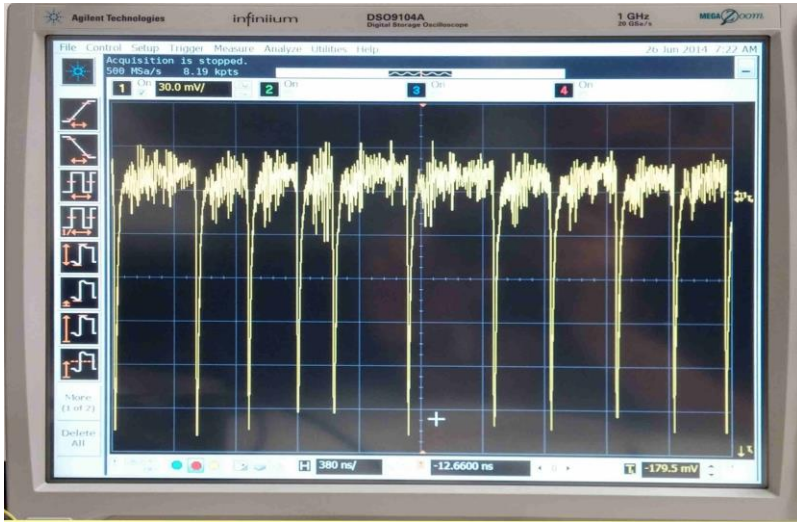 Agilent Technologies infiniium DSO9104A 1 GHz MEGA Zoom
Digital Storage Oscilloscope 20 GSa/s
File Control Setup Trigger Measure Analyze Utilities Help 26 Jun 2014 7:22 AM
Acquisition is stopped.
500 MSa/s 8.19 kpts
1 On 30.0 mV/ 2 On 3 On 4 On
More
(1 of 2)
Delete
All
H 380 ns/ -12.6600 ns 0 T -179.5 mV